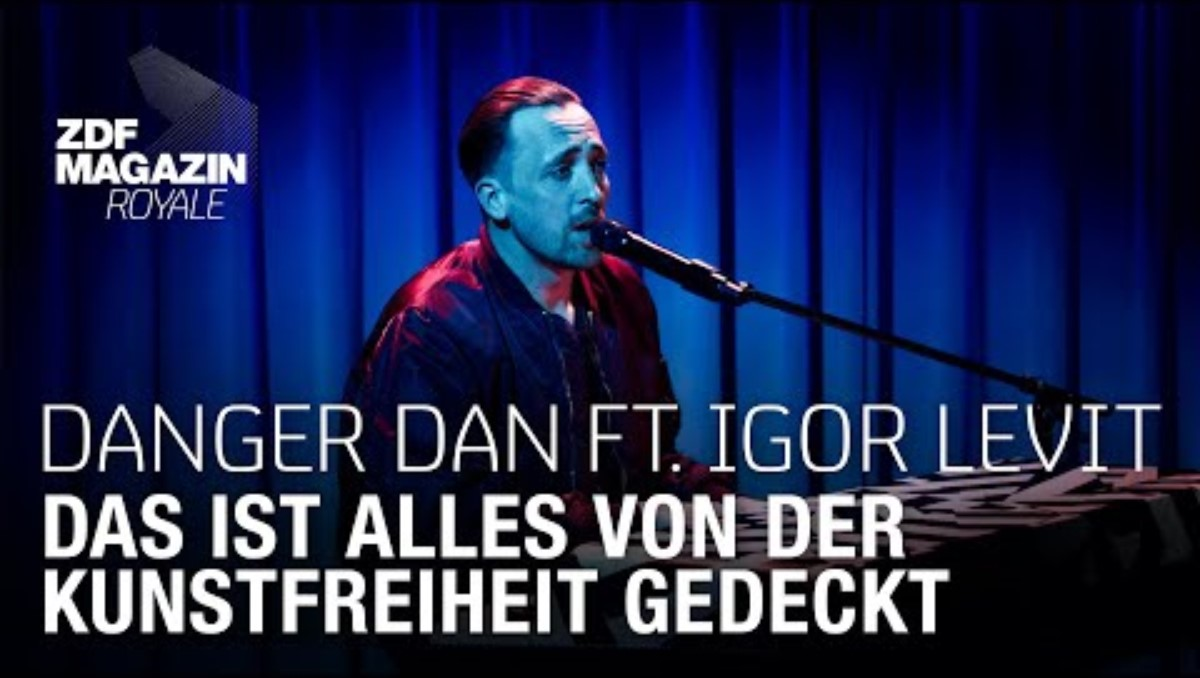 ZDF
MAGAZIN
ROYALE
DANGER DAN FT. IGOR LEVIT
DAS IST ALLES VON DER
KUNSTFREIHEIT GEDECKT